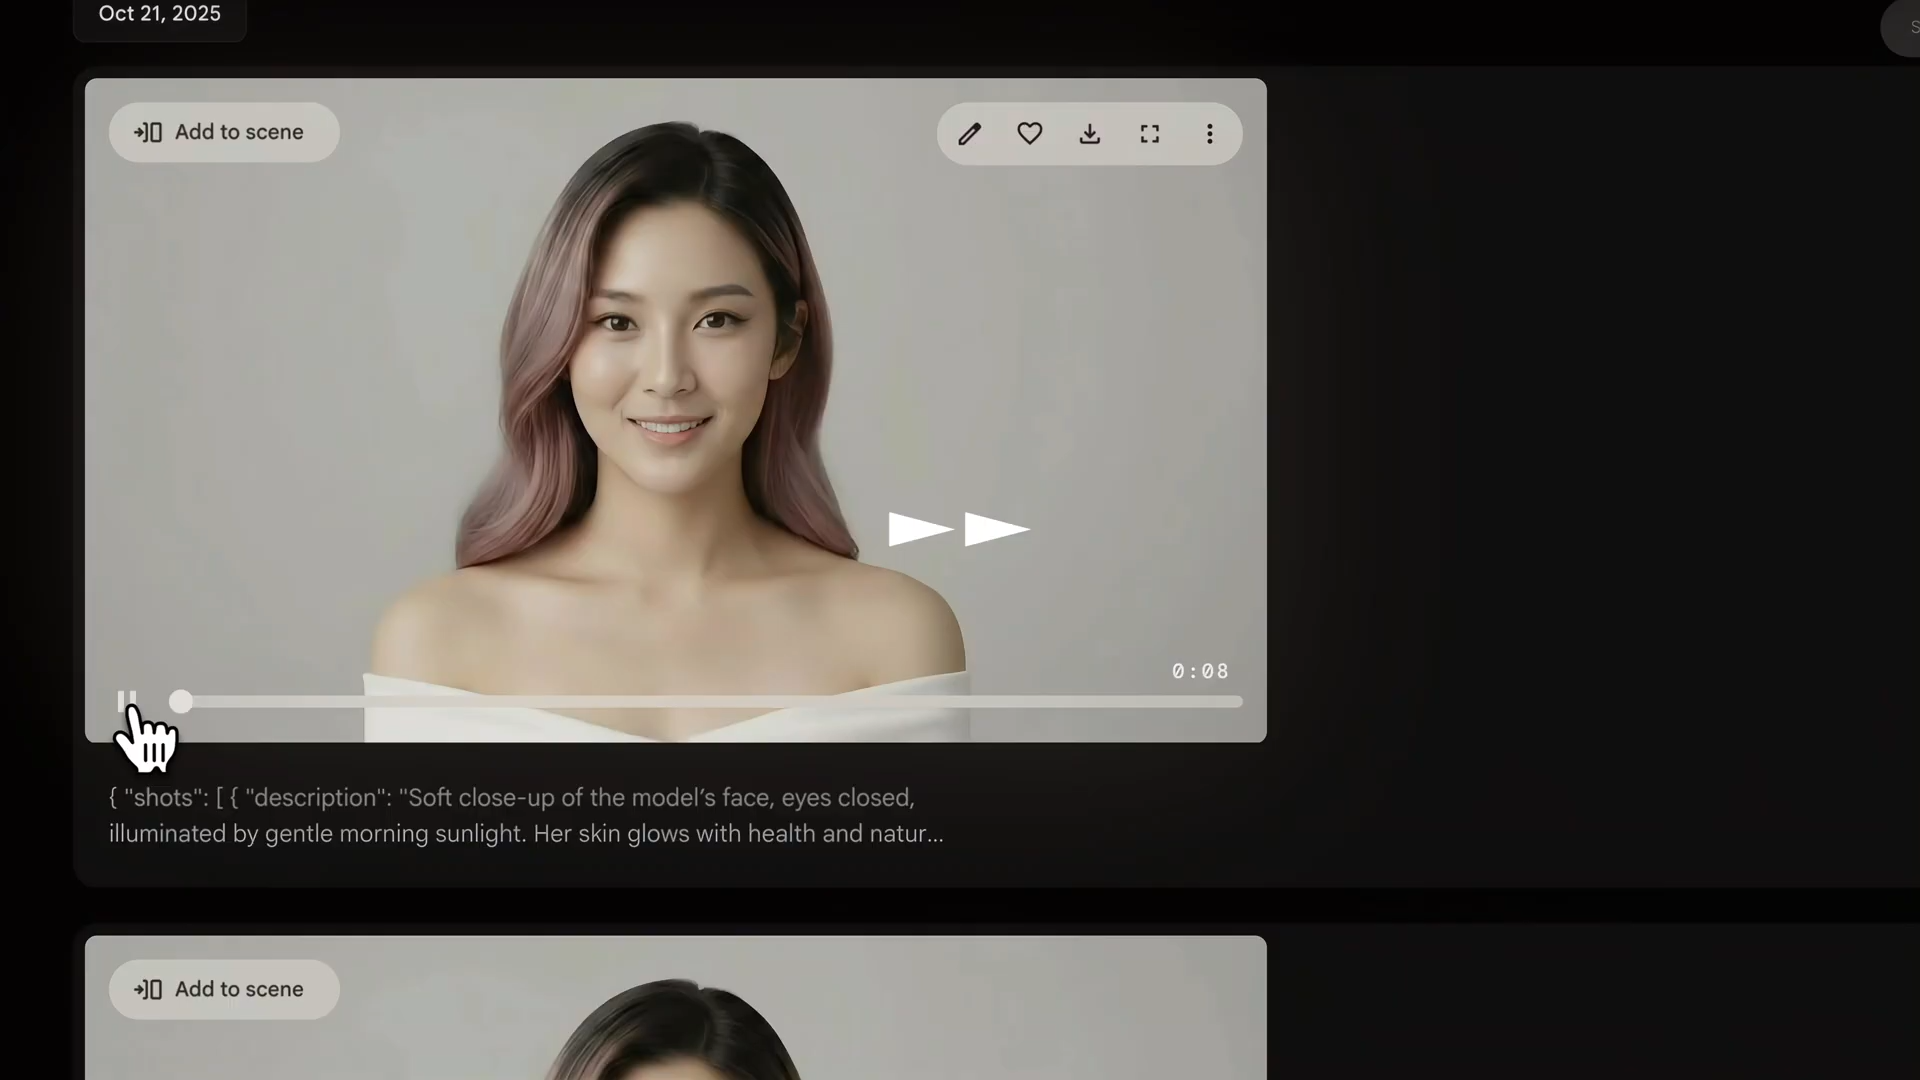 Oct 21, 2025
Add to scene
0:08
{ "shots": [ { "description": "Soft close-up of the model’s face, eyes closed,
illuminated by gentle morning sunlight. Her skin glows with health and natur...
Add to scene